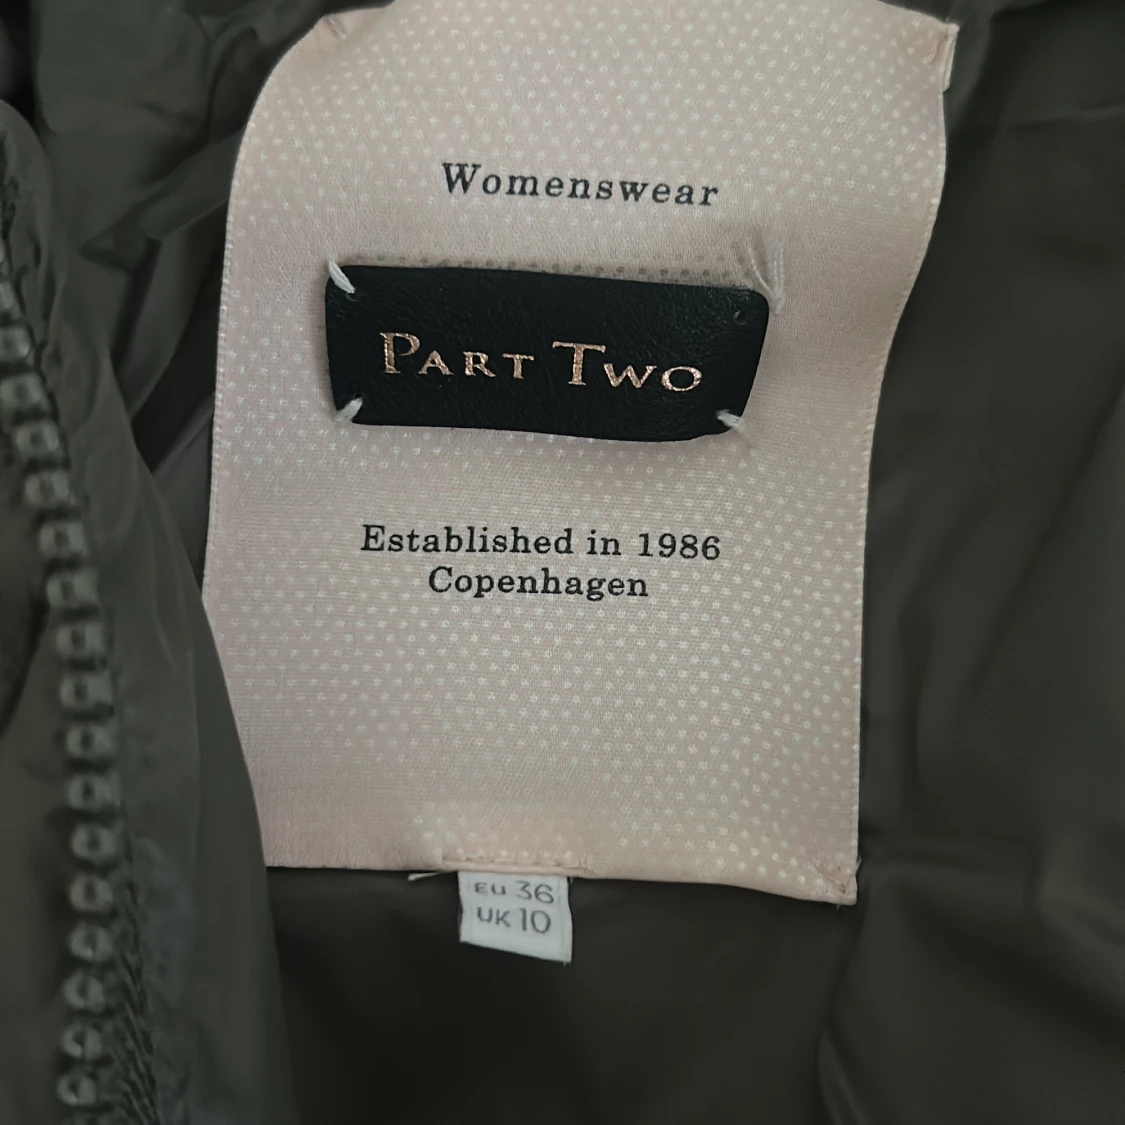 Womenswear
PART TWO
Established in 1986
Copenhagen
EU 36
UK 10